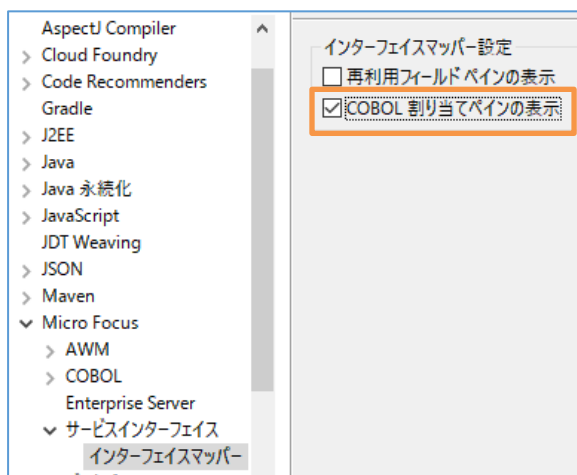 AspectJ Compiler
Cloud Foundry
Code Recommenders
Gradle
J2EE
Java
Java 永続化
JavaScript
JDT Weaving
JSON
Maven
Micro Focus
AWM
COBOL
Enterprise Server
サービスインターフェイス
インターフェイスマッパー
インターフェイスマッパー設定
再利用フィールド ペインの表示
COBOL 割り当てペインの表示